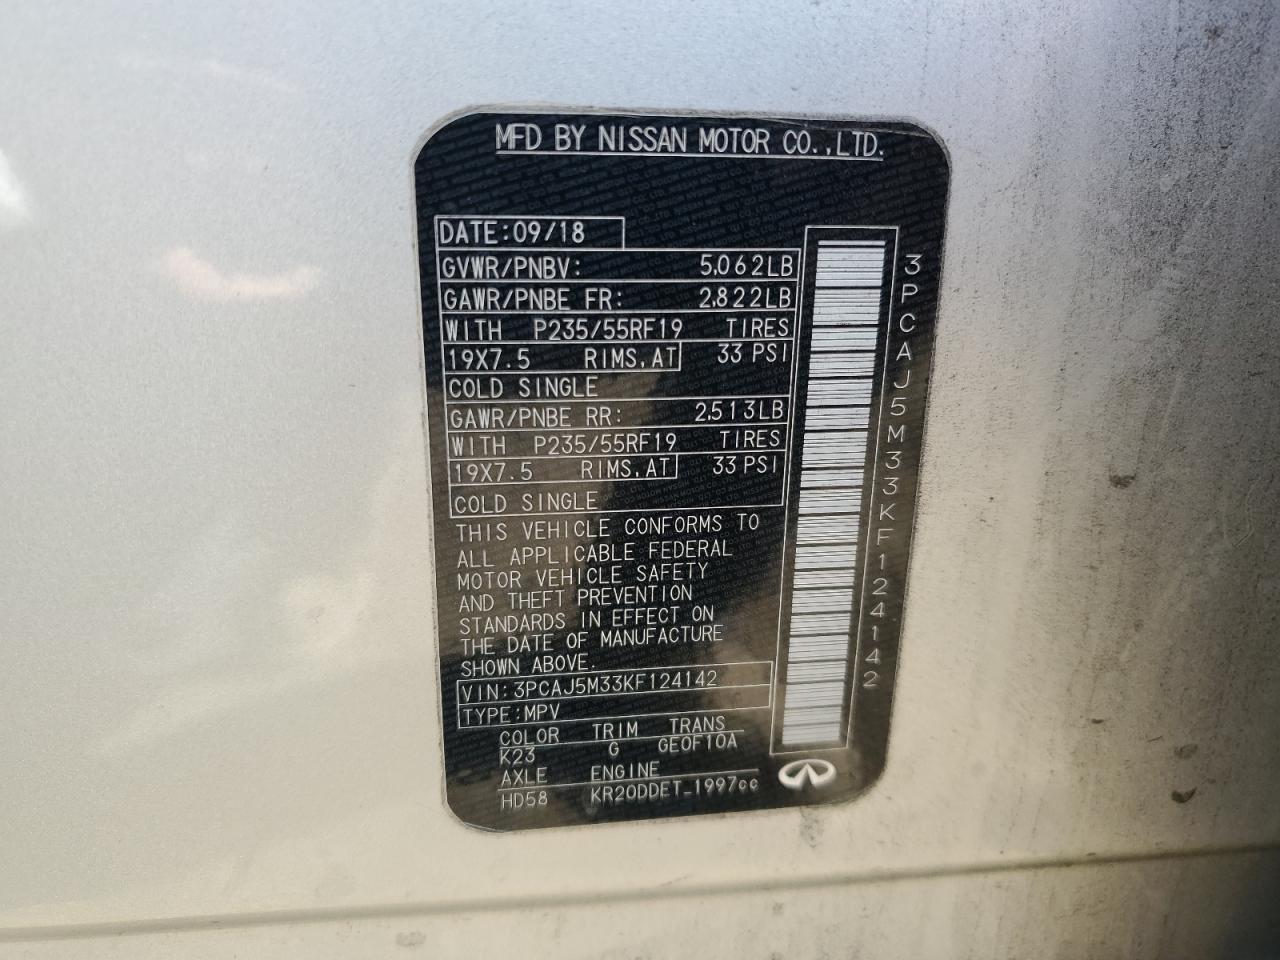 MFD BY NISSAN MOTOR CO.,LTD.
DATE:09/18
GVWR/PNBV: 5,062LB
GAWR/PNBE FR: 2,822LB
WITH P235/55RF19 TIRES
19X7.5 RIMS,AT 33 PSI
COLD SINGLE
GAWR/PNBE RR: 2,513LB
WITH P235/55RF19 TIRES
19X7.5 RIMS,AT 33 PSI
COLD SINGLE
THIS VEHICLE CONFORMS TO
ALL APPLICABLE FEDERAL
MOTOR VEHICLE SAFETY
AND THEFT PREVENTION
STANDARDS IN EFFECT ON
THE DATE OF MANUFACTURE
SHOWN ABOVE.
VIN:3PCAJ5M33KF124142
TYPE:MPV
COLOR TRIM TRANS
K23 G GE0F10A
AXLE ENGINE
HD58 KR20DDET_1997cc
3PCAJ5M33KF124142